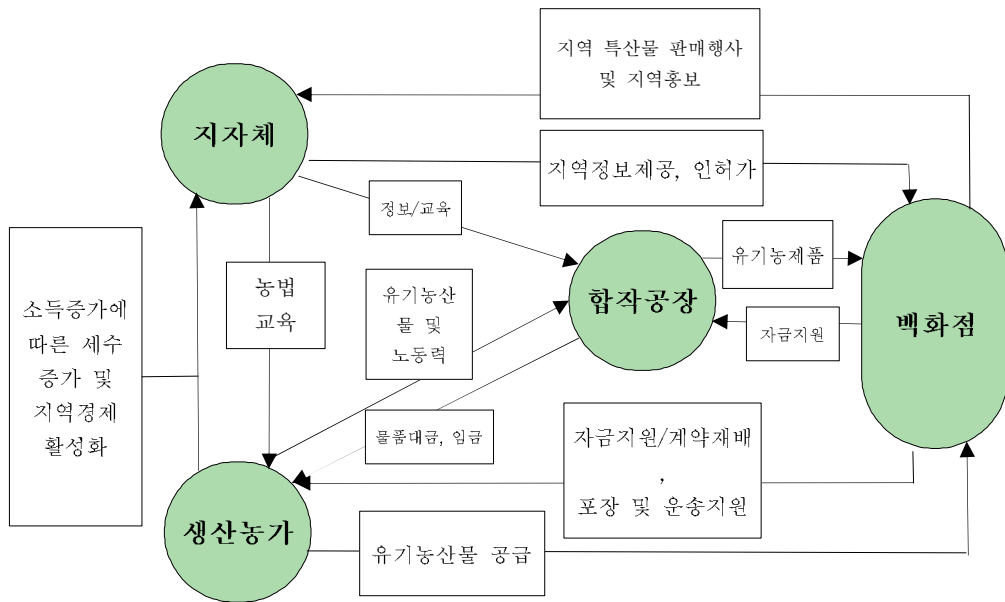 지역 특산물 판매행사
및 지역홍보
지자체
지역정보제공, 인허가
정보/교육
유기농제품
합작공장
백화점
자금지원
농법
교육
유기농산
물 및
노동력
소득증가에
따른 세수
증가 및
지역경제
활성화
물품대금, 임금
자금지원/계약재배
,
포장 및 운송지원
생산농가
유기농산물 공급